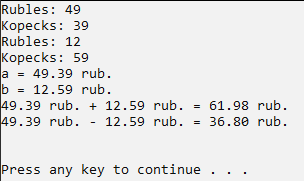 Rubles: 49
Kopecks: 39
Rubles: 12
Kopecks: 59
a = 49.39 rub.
b = 12.59 rub.
49.39 rub. + 12.59 rub. = 61.98 rub.
49.39 rub. - 12.59 rub. = 36.80 rub.
Press any key to continue . . .